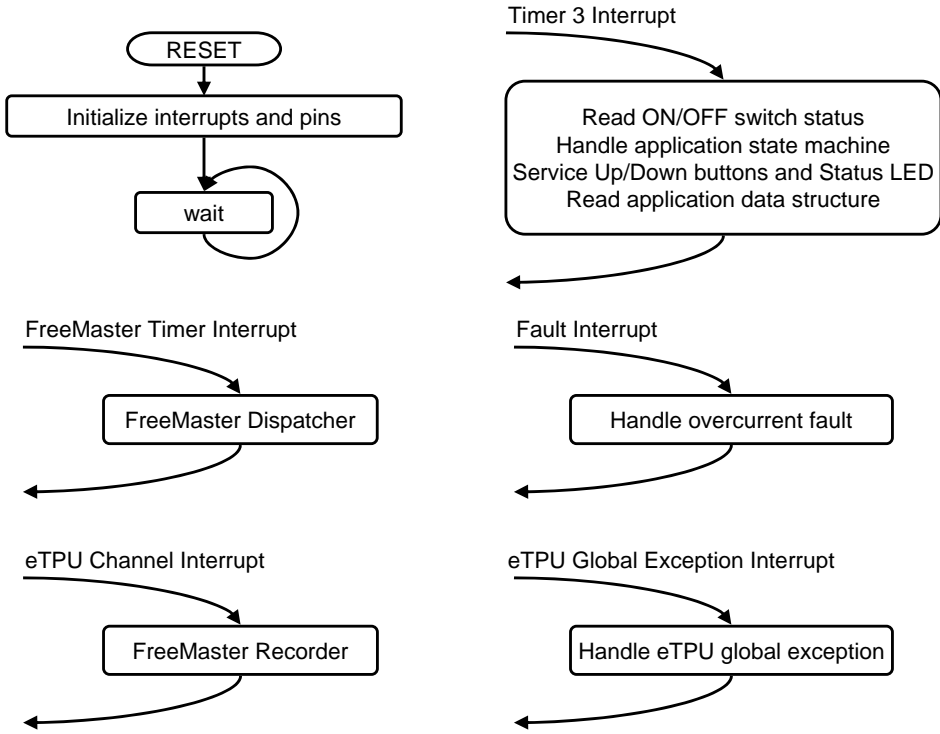 RESET
Initialize interrupts and pins
wait
Timer 3 Interrupt
Read ON/OFF switch status
Handle application state machine
Service Up/Down buttons and Status LED
Read application data structure
FreeMaster Timer Interrupt
FreeMaster Dispatcher
Fault Interrupt
Handle overcurrent fault
eTPU Channel Interrupt
FreeMaster Recorder
eTPU Global Exception Interrupt
Handle eTPU global exception